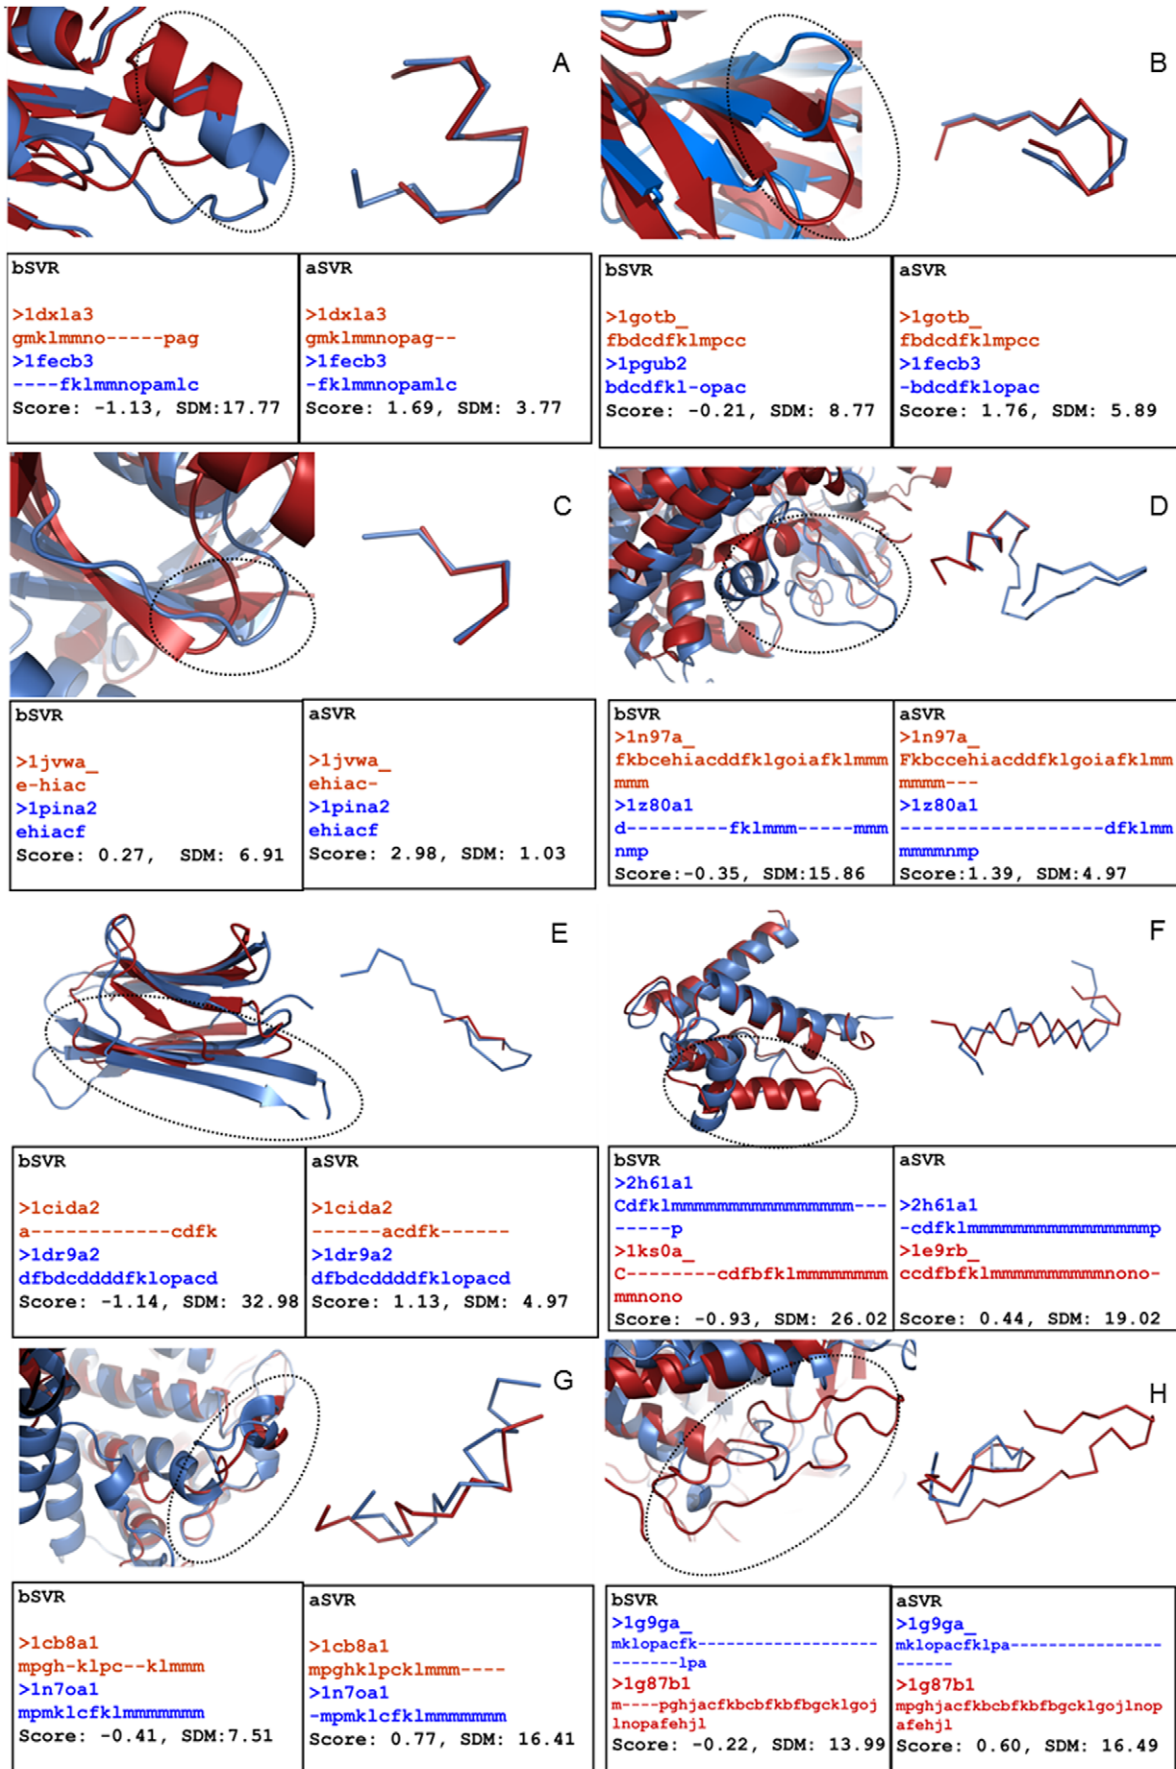 A
bSVR
>1dxla3
gmklmmno-----pag
>1fecb3
----fklmmnopamlc
Score: -1.13, SDM:17.77
aSVR
>1dxla3
gmklmmnopag--
>1fecb3
-fklmmnopamlc
Score: 1.69, SDM: 3.77
B
bSVR
>1gotb_
fbdcdfklmpcc
>1pgub2
bdcdfkl-opac
Score: -0.21, SDM: 8.77
aSVR
>1gotb_
fbdcdfklmpcc
>1fecb3
-bdcdfklopac
Score: 1.76, SDM: 5.89
C
bSVR
>1jvwa_
e-hiac
>1pina2
ehiacf
Score: 0.27, SDM: 6.91
aSVR
>1jvwa_
ehiac-
>1pina2
ehiacf
Score: 2.98, SDM: 1.03
D
bSVR
>1n97a_
fkbccehiacddfklgoiafklmmm
mmm
>1z80a1
d---------fklmmm------mmm
nmp
Score:-0.35, SDM:15.86
aSVR
>1n97a_
Fkbccehiacddfklgoiafklmm
mmmm---
>1z80a1
------------------dfklmm
mmmmnmp
Score:1.39, SDM:4.97
E
bSVR
>1cida2
a------------cdfk
>1dr9a2
dfbdcddddfklopacd
Score: -1.14, SDM: 32.98
aSVR
>1cida2
------acdfk------
>1dr9a2
dfbdcddddfklopacd
Score: 1.13, SDM: 4.97
F
bSVR
>2h61a1
Cdfklmmmmmmmmmmmmmmmm---
-----p
>1ks0a_
C--------cdfbfklmmmmmmmm
mmnono
Score: -0.93, SDM: 26.02
aSVR
>2h61a1
-cdfklmmmmmmmmmmmmmmmmp
>1e9rb_
ccdfbfklmmmmmmmmmmnono-
Score: 0.44, SDM: 19.02
G
bSVR
>1cb8a1
mpgh-klpc--klmmm
>1n7oa1
mpmklcfklmmmmmmm
Score: -0.41, SDM:7.51
aSVR
>1cb8a1
mpghklpcklmmm----
>1n7oa1
-mpmklcfklmmmmmmm
Score: 0.77, SDM: 16.41
H
bSVR
>1g9ga_
mklopacfk--------------------
-------lpa
>1g87b1
m----pghjacfkbcbfkbfbgcklgoj
lnopafehjl
Score: -0.22, SDM: 13.99
aSVR
>1g9ga_
mklopacfklpa-----------------
------
>1g87b1
mpghjacfkbcbfkbfbgcklgojlnop
afehjl
Score: 0.60, SDM: 16.49